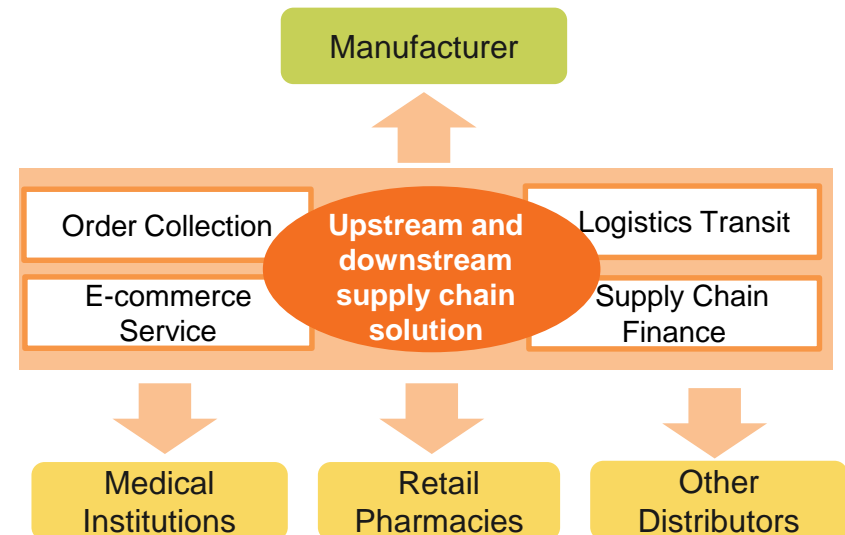 Manufacturer
Order Collection
E-commerce
Service
Upstream and
downstream
supply chain
solution
Logistics Transit
Supply Chain
Finance
Medical
Institutions
Retail
Pharmacies
Other
Distributors